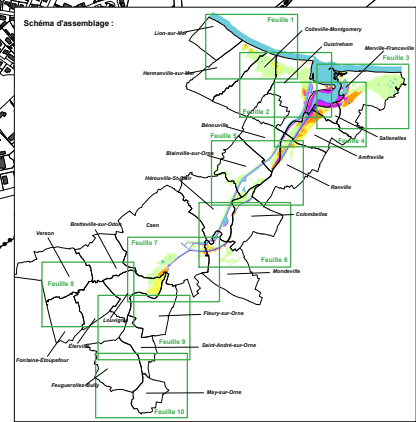 Schéma d'assemblage :
Feuille 1
Colleville-Montgomery
Lion-sur-Mer
Ouistreham
Merville-Franceville
Feuille 3
Hermanville-sur-Mer
Feuille 2
Sallenelles
Bénouville
Feuille 4
Feuille 5
Amfreville
Blainville-sur-Orne
Ranville
Hérouville-St-Clair
Colombelles
Bretteville-sur-Odon
Caen
Verson
Feuille 7
Feuille 6
Mondeville
Feuille 8
Louvigny
Fleury-sur-Orne
Eterville
Feuille 9
Saint-André-sur-Orne
Fontaine-Etoupefour
Feuguerolles-Bully
May-sur-Orne
Feuille 10